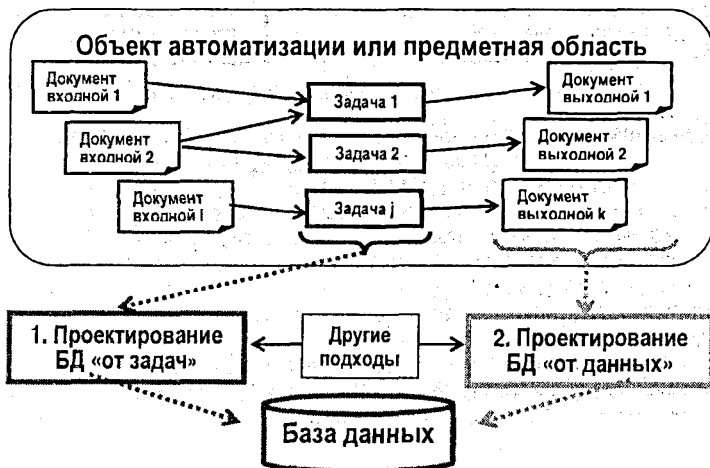 Объект автоматизации или предметная область
Документ
входной 1
Задача 1
Документ
выходной 1
Документ
входной 2
Задача 2
Документ
выходной 2
Документ
входной i
Задача j
Документ
выходной k
1. Проектирование
БД «от задач»
Другие
подходы
2. Проектирование
БД «от данных»
База данных